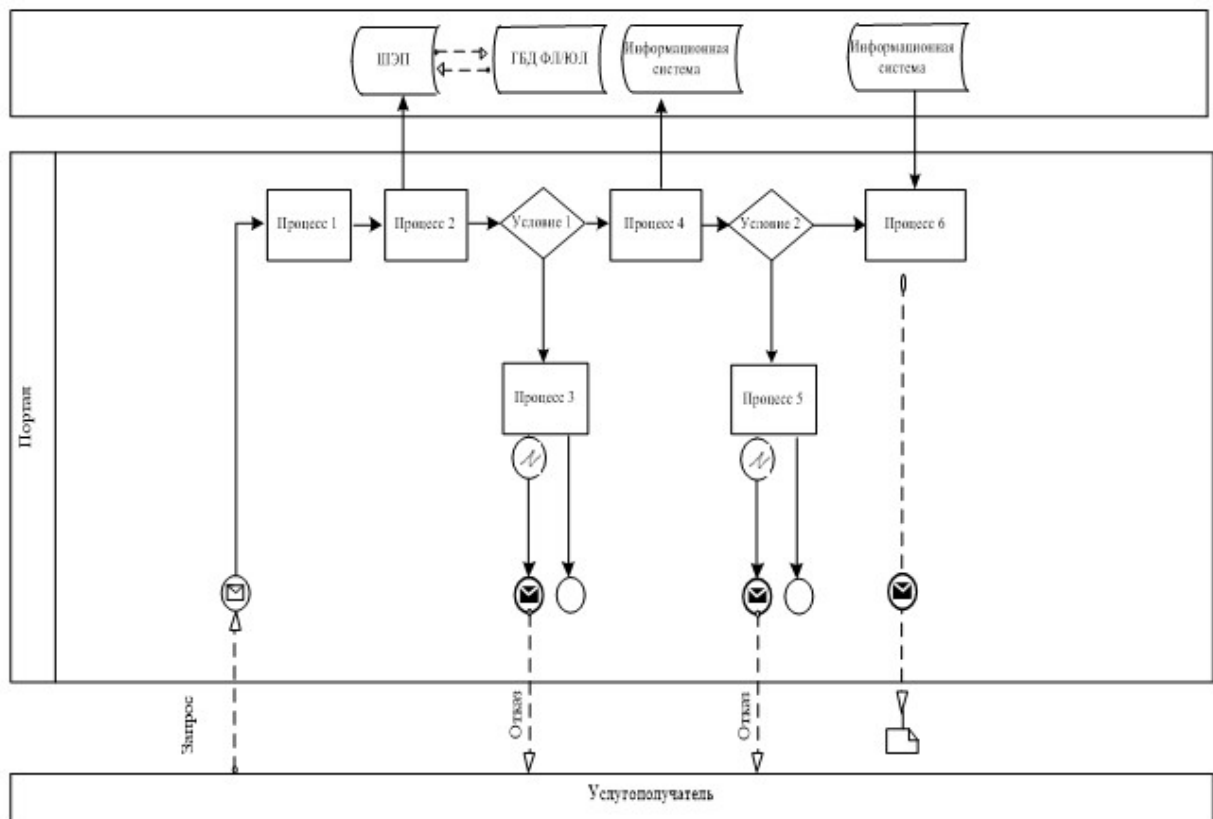 ШЭП
ГБД ФЛ/ЮЛ
Информационная
система
Информационная
система
Процесс 1
Процесс 2
Условие 1
Процесс 4
Условие 2
Процесс 6
Процесс 3
Процесс 5
Портал
Запрос
Отказ
Отказ
Услугополучатель